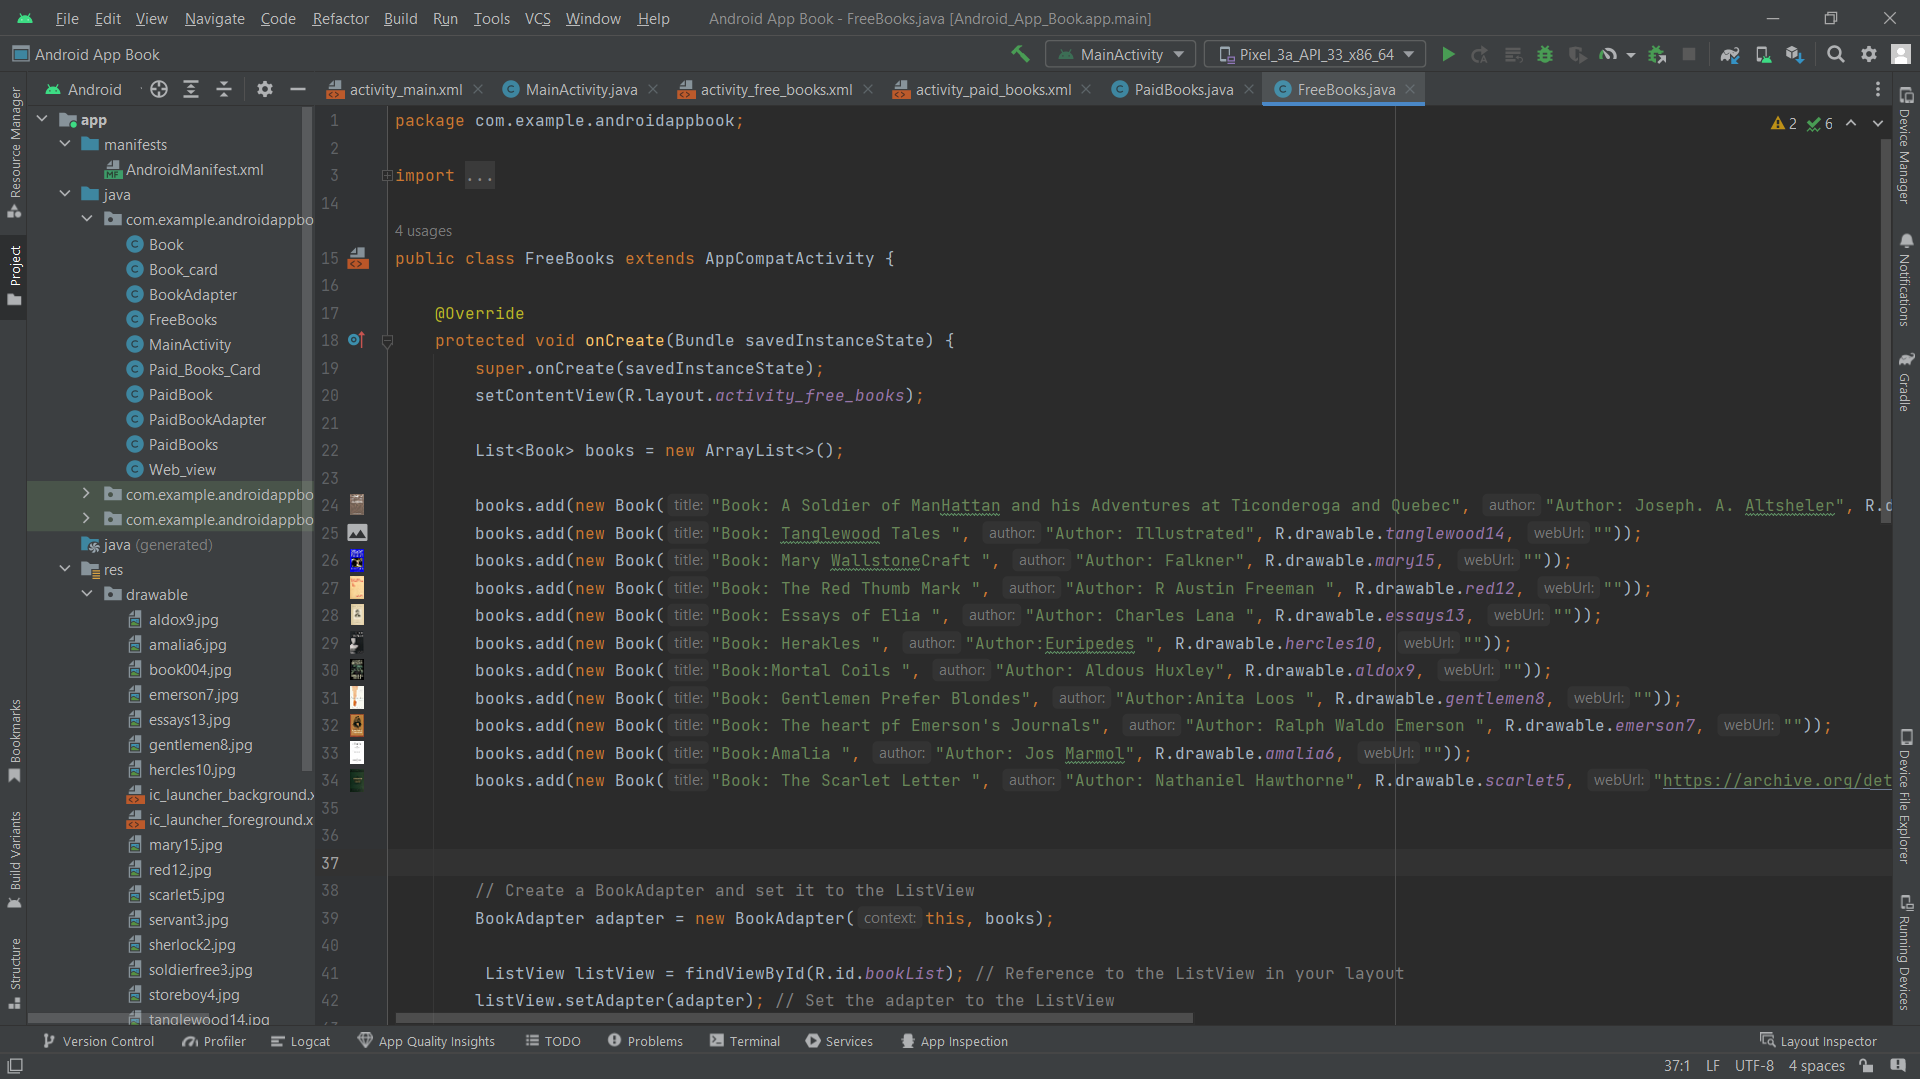 File Edit View Navigate Code Refactor Build Run Tools VCS Window Help Android App Book - FreeBooks.java [Android_App_Book.app.main]
Android App Book MainActivity Pixel_3a_API_33_x86_64
Android activity_main.xml MainActivity.java activity_free_books.xml activity_paid_books.xml PaidBooks.java FreeBooks.java
Resource Manager
Project
Bookmarks
Build Variants
Structure
app
manifests
AndroidManifest.xml
java
com.example.androidappbo
Book
Book_card
BookAdapter
FreeBooks
MainActivity
Paid_Books_Card
PaidBook
PaidBookAdapter
PaidBooks
Web_view
com.example.androidappbo
com.example.androidappbo
java (generated)
res
drawable
aldox9.jpg
amalia6.jpg
book004.jpg
emerson7.jpg
essays13.jpg
gentlemen8.jpg
hercles10.jpg
ic_launcher_background.x
ic_launcher_foreground.x
mary15.jpg
red12.jpg
scarlet5.jpg
servant3.jpg
sherlock2.jpg
soldierfree3.jpg
storeboy4.jpg
tanglewood14.jpg
1 package com.example.androidappbook;
2
3 import ...
14
4 usages
15 public class FreeBooks extends AppCompatActivity {
16
17 @Override
18 protected void onCreate(Bundle savedInstanceState) {
19 super.onCreate(savedInstanceState);
20 setContentView(R.layout.activity_free_books);
21
22 List<Book> books = new ArrayList<>();
23
24 books.add(new Book( title: "Book: A Soldier of ManHattan and his Adventures at Ticonderoga and Quebec", author: "Author: Joseph. A. Altsheler", R.d
25 books.add(new Book( title: "Book: Tanglewood Tales ", author: "Author: Illustrated", R.drawable.tanglewood14, webUrl: ""));
26 books.add(new Book( title: "Book: Mary WallstoneCraft ", author: "Author: Falkner", R.drawable.mary15, webUrl: ""));
27 books.add(new Book( title: "Book: The Red Thumb Mark ", author: "Author: R Austin Freeman ", R.drawable.red12, webUrl: ""));
28 books.add(new Book( title: "Book: Essays of Elia ", author: "Author: Charles Lana ", R.drawable.essays13, webUrl: ""));
29 books.add(new Book( title: "Book: Herakles ", author: "Author:Euripedes ", R.drawable.hercles10, webUrl: ""));
30 books.add(new Book( title: "Book:Mortal Coils ", author: "Author: Aldous Huxley", R.drawable.aldox9, webUrl: ""));
31 books.add(new Book( title: "Book: Gentlemen Prefer Blondes", author: "Author:Anita Loos ", R.drawable.gentlemen8, webUrl: ""));
32 books.add(new Book( title: "Book: The heart pf Emerson's Journals", author: "Author: Ralph Waldo Emerson ", R.drawable.emerson7, webUrl: ""));
33 books.add(new Book( title: "Book:Amalia ", author: "Author: Jos Marmol", R.drawable.amalia6, webUrl: ""));
34 books.add(new Book( title: "Book: The Scarlet Letter ", author: "Author: Nathaniel Hawthorne", R.drawable.scarlet5, webUrl: "https://archive.org/det
35
36
37
38 // Create a BookAdapter and set it to the ListView
39 BookAdapter adapter = new BookAdapter( context: this, books);
40
41 ListView listView = findViewById(R.id.bookList); // Reference to the ListView in your layout
42 listView.setAdapter(adapter); // Set the adapter to the ListView
2 6
Device Manager
Notifications
Gradle
Device File Explorer
Running Devices
Version Control Profiler Logcat App Quality Insights TODO Problems Terminal Services App Inspection Layout Inspector
37:1 LF UTF-8 4 spaces